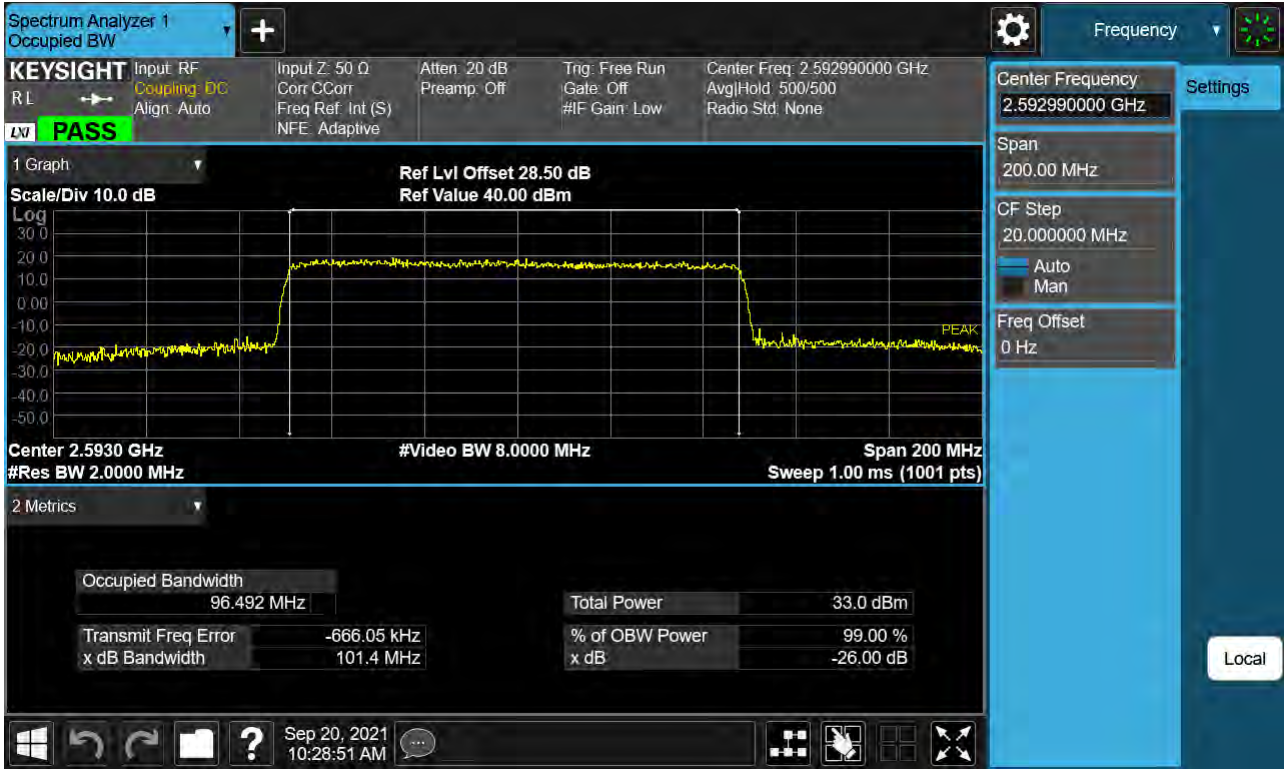 Spectrum Analyzer 1
Occupied BW
Frequency
KEYSIGHT
R L
LXI
PASS
Input: RF
Coupling: DC
Align: Auto
Input Z: 50 Ω
Corr CCorr
Freq Ref: Int (S)
NFE: Adaptive
Atten: 20 dB
Preamp: Off
Trig: Free Run
Gate: Off
#IF Gain: Low
Center Freq: 2.592990000 GHz
Avg|Hold: 500/500
Radio Std: None
1 Graph
Scale/Div 10.0 dB
Ref Lvl Offset 28.50 dB
Ref Value 40.00 dBm
Log
30.0
20.0
10.0
0.00
-10.0
-20.0
-30.0
-40.0
-50.0
PEAK
Center 2.5930 GHz
#Video BW 8.0000 MHz
Span 200 MHz
#Res BW 2.0000 MHz
Sweep 1.00 ms (1001 pts)
2 Metrics
Occupied Bandwidth
96.492 MHz
Transmit Freq Error -666.05 kHz
x dB Bandwidth 101.4 MHz
Total Power 33.0 dBm
% of OBW Power 99.00 %
x dB -26.00 dB
Center Frequency
2.592990000 GHz
Span
200.00 MHz
CF Step
20.000000 MHz
Auto
Man
Freq Offset
0 Hz
Settings
Local
?
Sep 20, 2021
10:28:51 AM